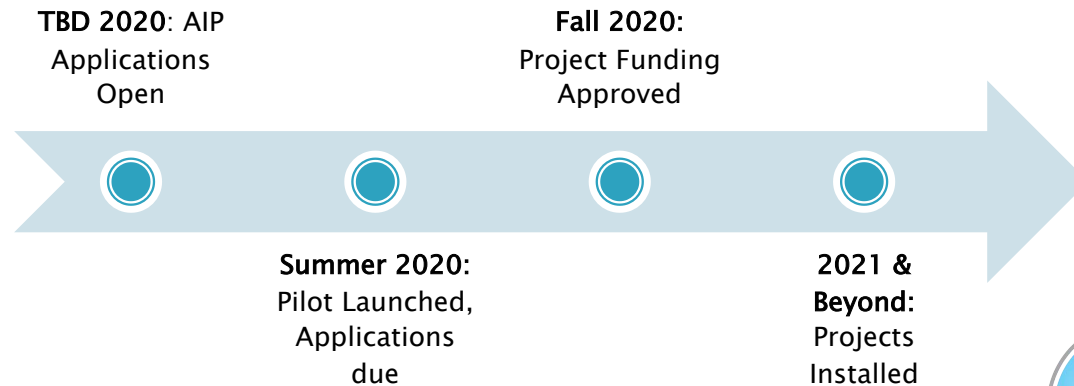 TBD 2020: AIP
Applications
Open
Summer 2020:
Pilot Launched,
Applications
due
Fall 2020:
Project Funding
Approved
2021 &
Beyond:
Projects
Installed